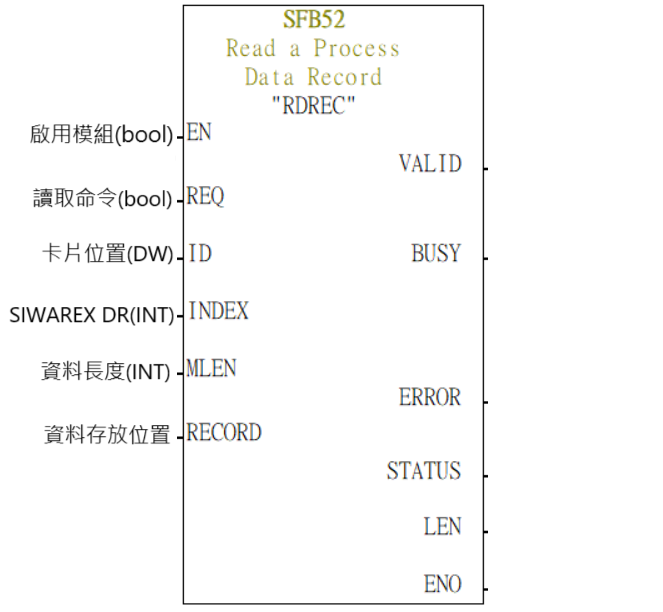 SFB52
Read a Process
Data Record
"RDREC"
啟用模組(bool) EN
VALID
讀取命令(bool) REQ
卡片位置(DW) ID
BUSY
SIWAREX DR(INT) INDEX
資料長度(INT) MLEN
ERROR
資料存放位置 RECORD
STATUS
LEN
ENO